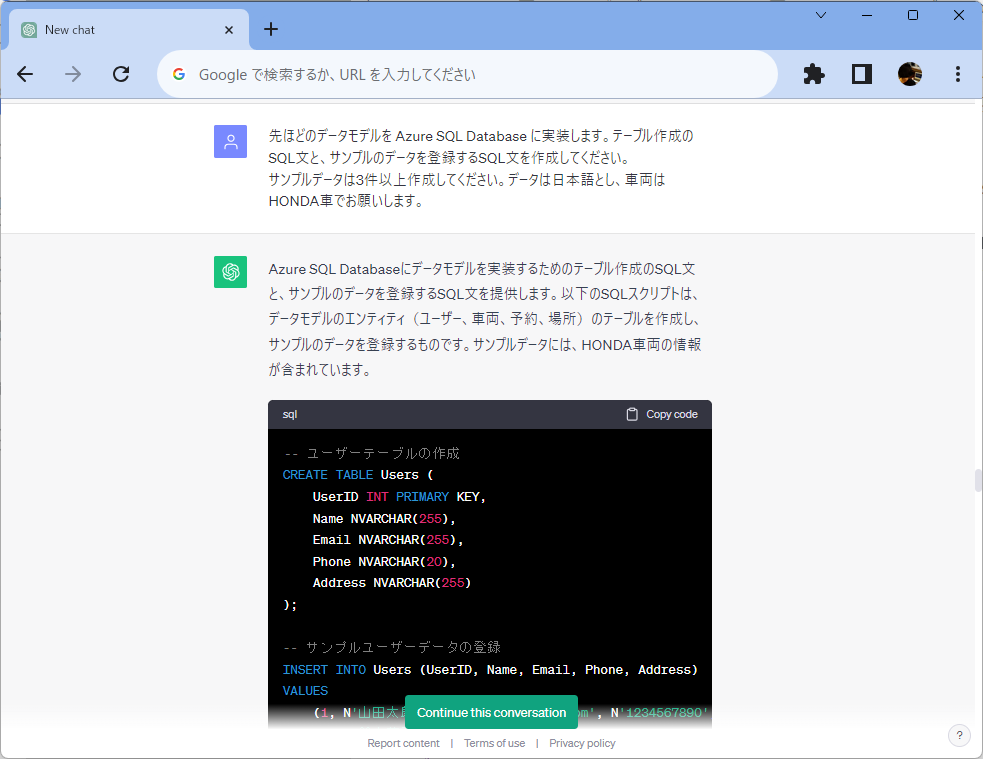 New chat
Google で検索するか、URL を入力してください
先ほどのデータモデルを Azure SQL Database に実装します。テーブル作成の
SQL文と、サンプルのデータを登録するSQL文を作成してください。
サンプルデータは3件以上作成してください。データは日本語とし、車両は
HONDA車でお願いします。
Azure SQL Databaseにデータモデルを実装するためのテーブル作成のSQL文
と、サンプルのデータを登録するSQL文を提供します。以下のSQLスクリプトは、
データモデルのエンティティ（ユーザー、車両、予約、場所）のテーブルを作成し、
サンプルのデータを登録するものです。サンプルデータには、HONDA車両の情報
が含まれています。
sql
Copy code
-- ユーザーテーブルの作成
CREATE TABLE Users (
UserID INT PRIMARY KEY,
Name NVARCHAR(255),
Email NVARCHAR(255),
Phone NVARCHAR(20),
Address NVARCHAR(255)
);
-- サンプルユーザーデータの登録
INSERT INTO Users (UserID, Name, Email, Phone, Address)
VALUES
(1, N'山田太 Continue this conversation ', N'1234567890'
Report content | Terms of use | Privacy policy
?